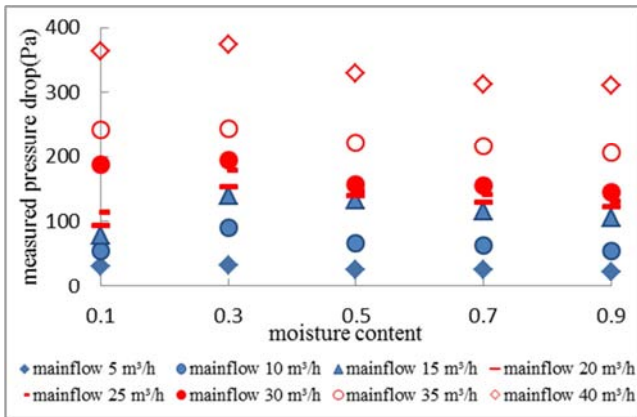 400
300
200
100
0
measured pressure drop(Pa)
0.1 0.3 0.5 0.7 0.9
moisture content
mainflow 5 m³/h mainflow 10 m³/h mainflow 15 m³/h mainflow 20 m³/h
mainflow 25 m³/h mainflow 30 m³/h mainflow 35 m³/h mainflow 40 m³/h